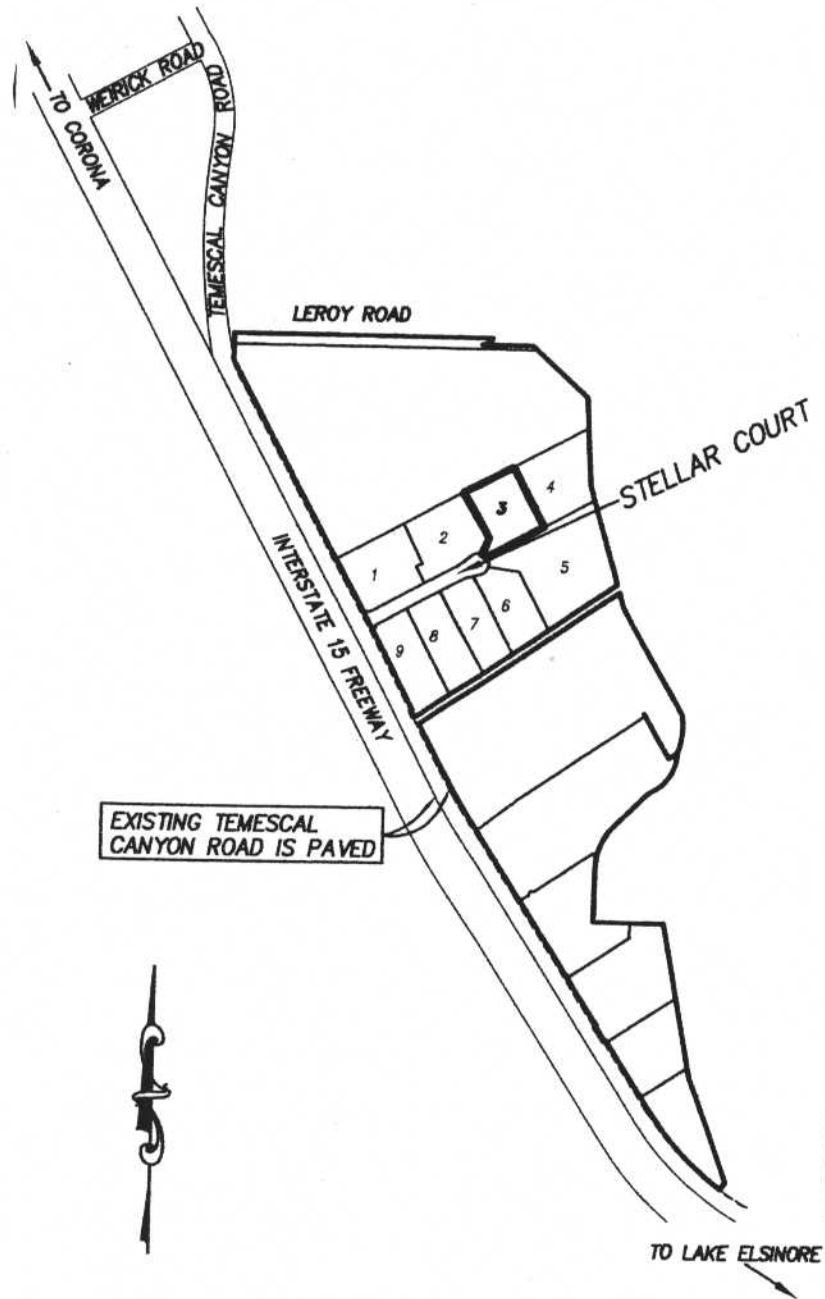 WEIRICK ROAD
TO CORONA
TEMESCAL CANYON ROAD
LEROY ROAD
STELLAR COURT
4
3
2
1
5
6
7
8
9
INTERSTATE 15 FREEWAY
EXISTING TEMESCAL
CANYON ROAD IS PAVED
TO LAKE ELSINORE